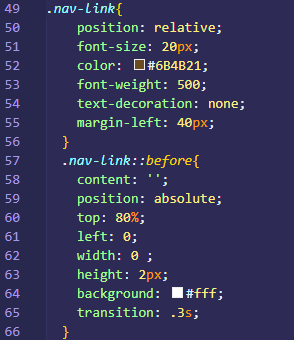 49 .nav-link{
50 position: relative;
51 font-size: 20px;
52 color: #6B4B21;
53 font-weight: 500;
54 text-decoration: none;
55 margin-left: 40px;
56 }
57 .nav-link::before{
58 content: '';
59 position: absolute;
60 top: 80%;
61 left: 0;
62 width: 0 ;
63 height: 2px;
64 background: #fff;
65 transition: .3s;
66 }